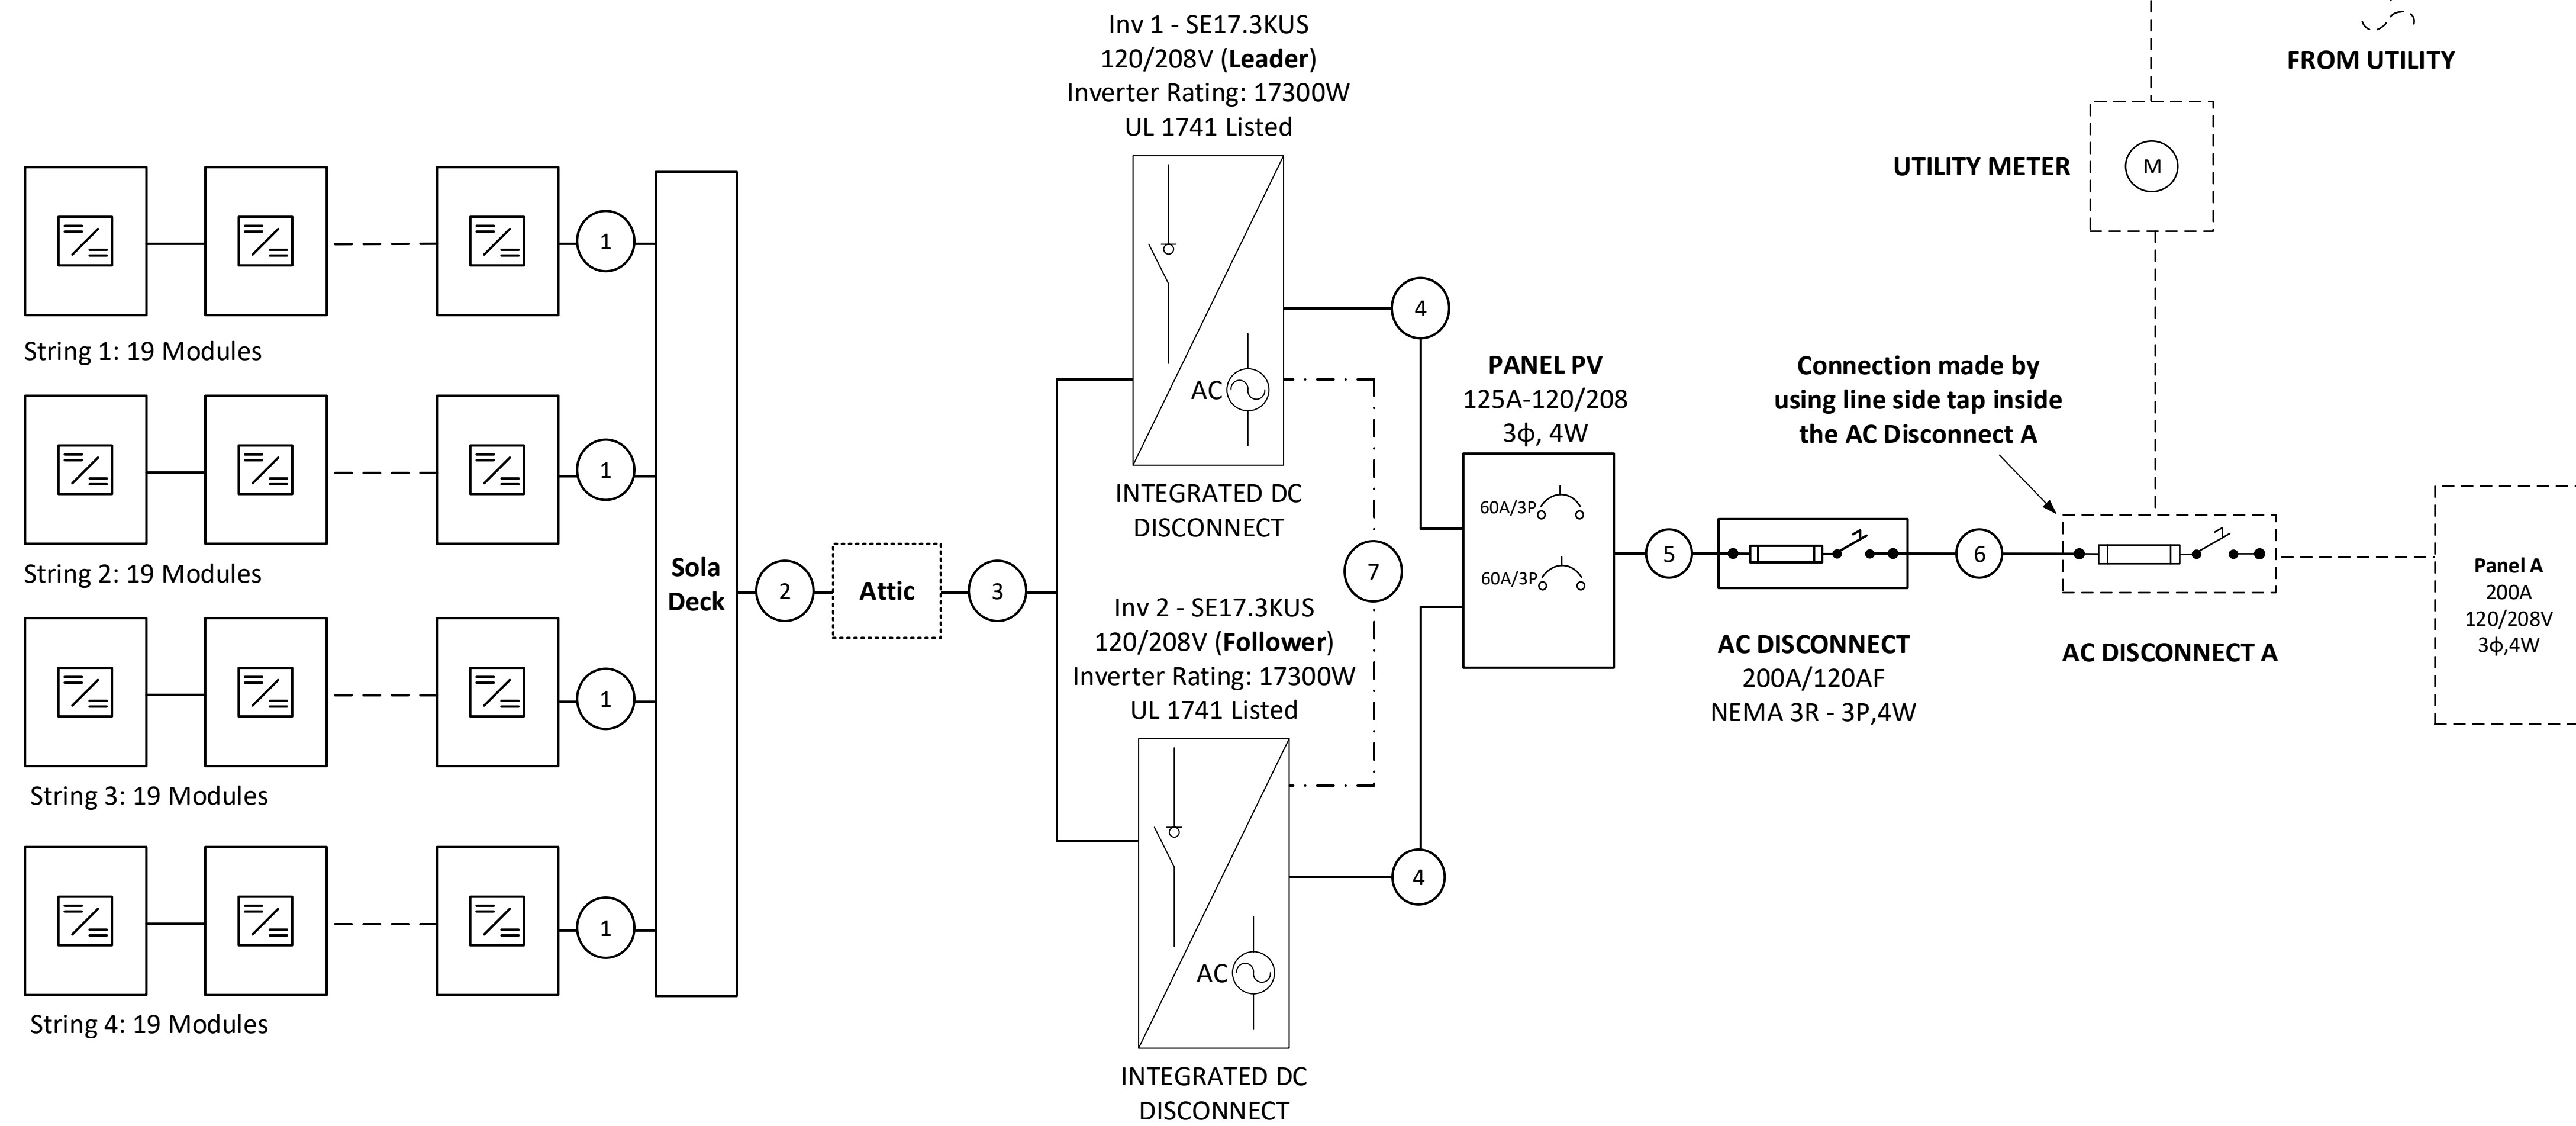 Inv 1 - SE17.3KUS
120/208V (Leader)
Inverter Rating: 17300W
UL 1741 Listed
FROM UTILITY
UTILITY METER
M
1
String 1: 19 Modules
1
String 2: 19 Modules
1
String 3: 19 Modules
1
String 4: 19 Modules
Sola
Deck
2
Attic
3
AC
INTEGRATED DC
DISCONNECT
4
7
Inv 2 - SE17.3KUS
120/208V (Follower)
Inverter Rating: 17300W
UL 1741 Listed
AC
INTEGRATED DC
DISCONNECT
4
PANEL PV
125A-120/208
3ϕ, 4W
60A/3P
60A/3P
5
AC DISCONNECT
200A/120AF
NEMA 3R - 3P,4W
6
Connection made by
using line side tap inside
the AC Disconnect A
AC DISCONNECT A
Panel A
200A
120/208V
3ϕ,4W